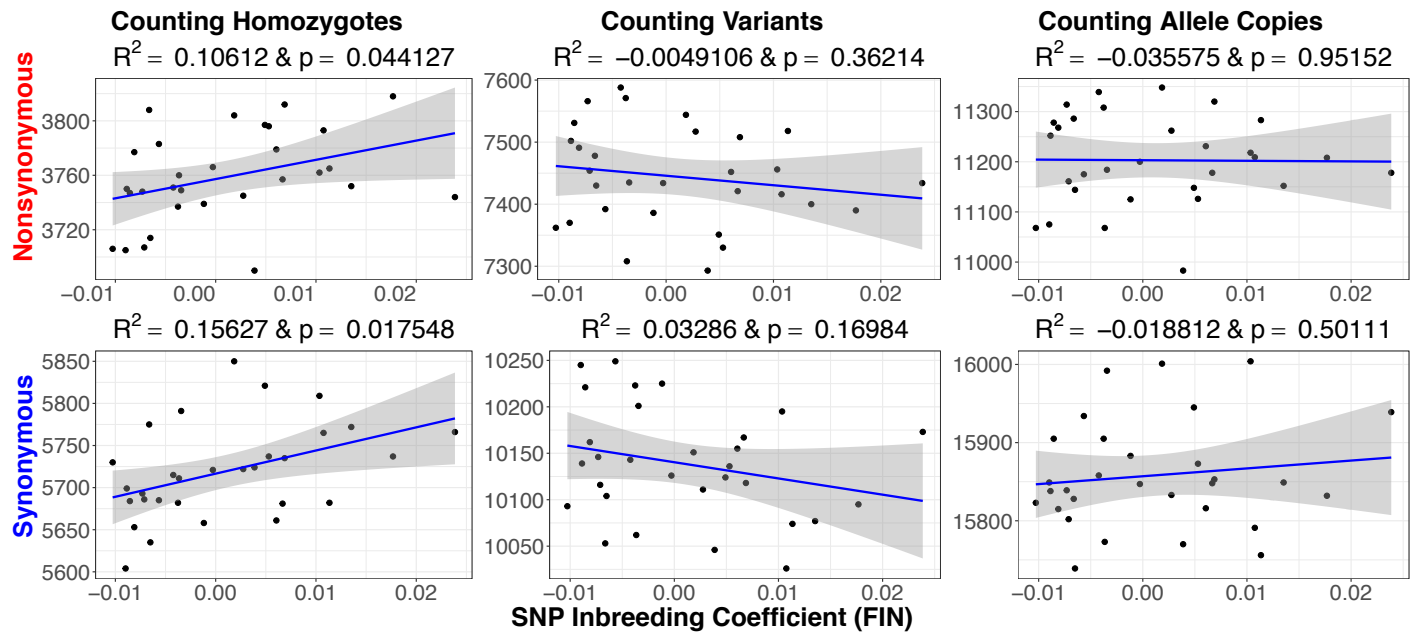 Counting Homozygotes Counting Variants Counting Allele Copies
R² = 0.10612 & p = 0.044127 R² = −0.0049106 & p = 0.36214 R² = −0.035575 & p = 0.95152
Nonsynonymous
3800
3760
3720
−0.01 0.00 0.01 0.02
7600
7500
7400
7300
−0.01 0.00 0.01 0.02
11300
11200
11100
11000
−0.01 0.00 0.01 0.02
R² = 0.15627 & p = 0.017548 R² = 0.03286 & p = 0.16984 R² = −0.018812 & p = 0.50111
Synonymous
5850
5800
5750
5700
5650
5600
−0.01 0.00 0.01 0.02
10250
10200
10150
10100
10050
−0.01 0.00 0.01 0.02
16000
15900
15800
−0.01 0.00 0.01 0.02
SNP Inbreeding Coefficient (FIN)